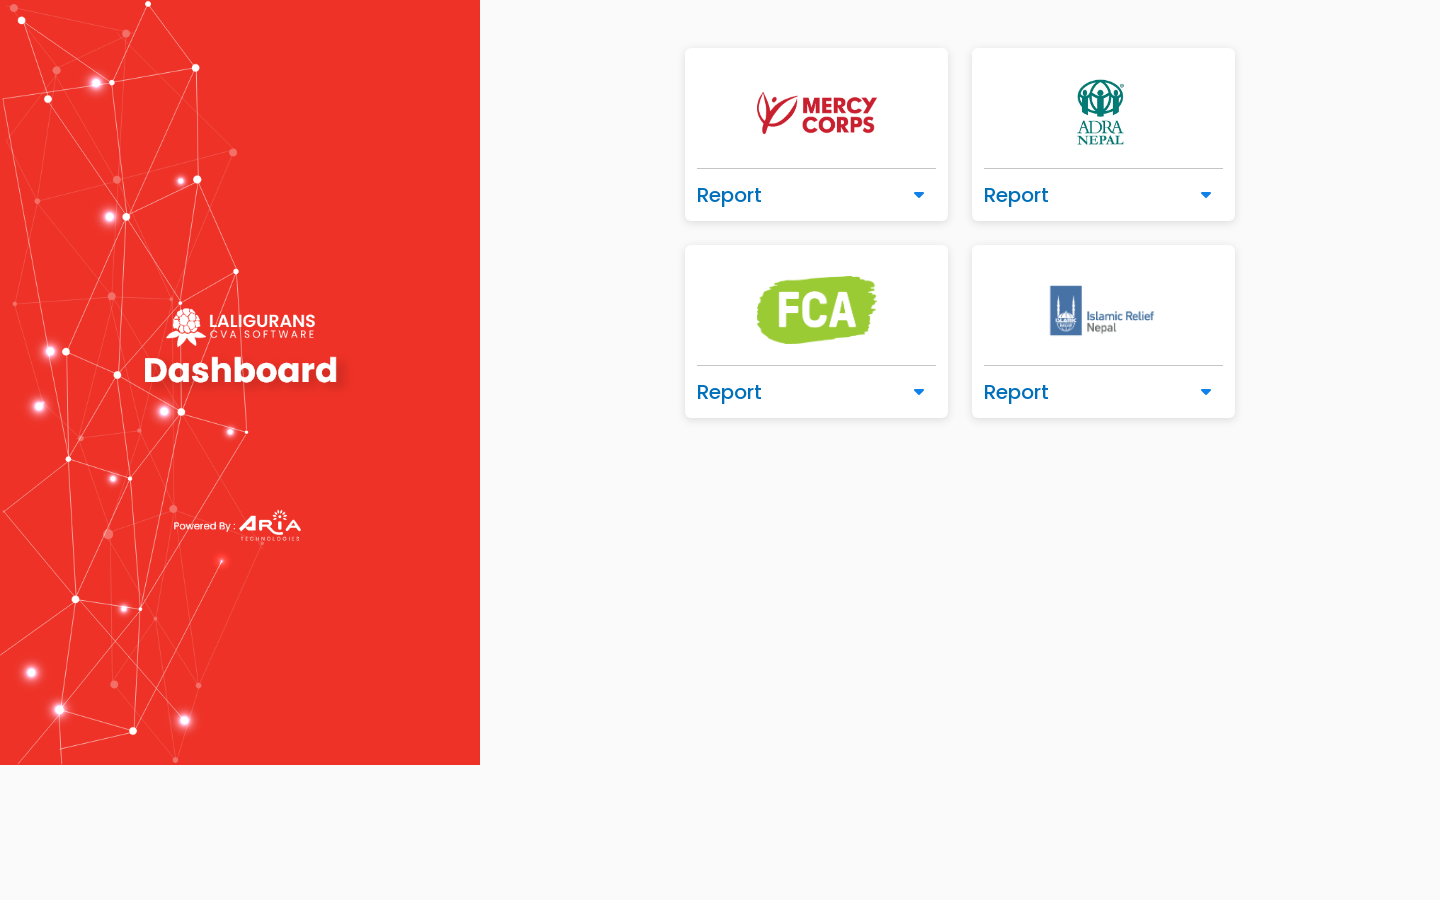 LALIGURANS
CVA SOFTWARE
Dashboard
Powered By :
ARIA
TECHNOLOGIES
MERCY
CORPS
Report
ADRA
NEPAL
Report
FCA
Report
Islamic Relief
Nepal
Report